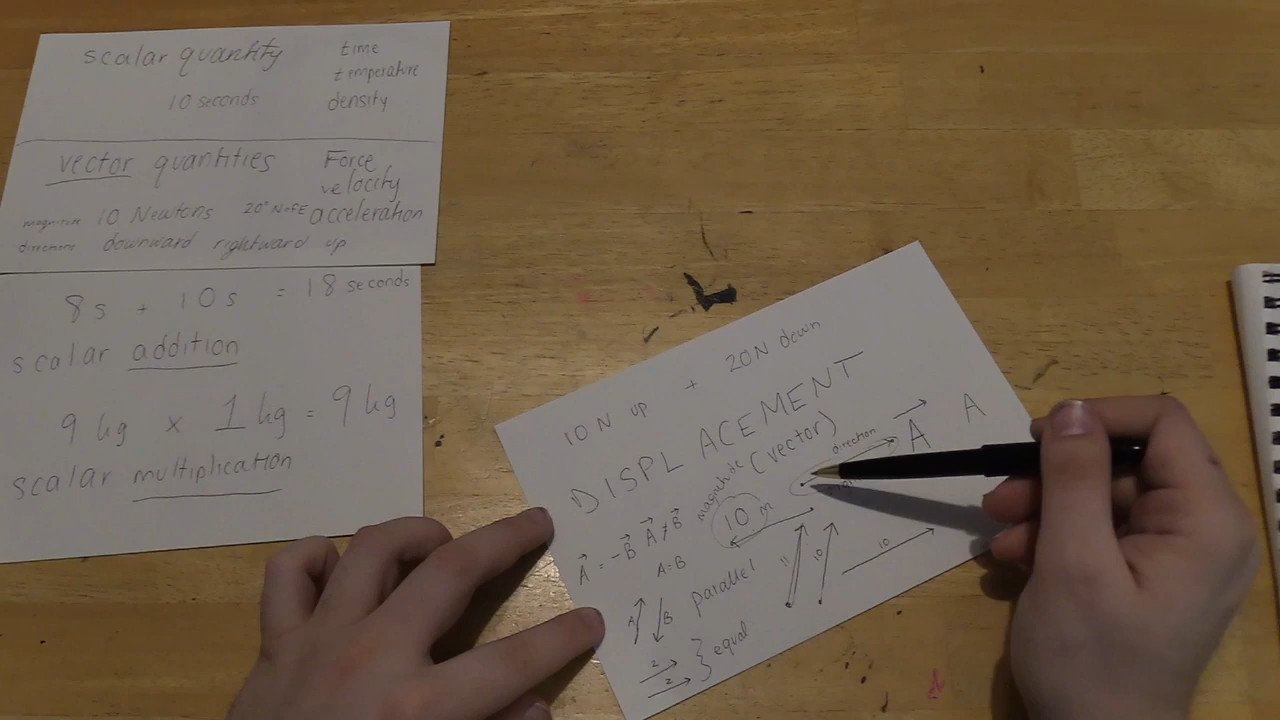 scalar quantity
time
temperature
10 seconds
density
vector quantities
Force
velocity
magnitude 10 Newtons 20° N of E acceleration
directions downward rightward up
8s + 10s = 18 seconds
scalar addition
9 kg x 1 kg = 9 kg
scalar multiplication
10 N up + 20N down
DISPLACEMENT
(vector)
magnitude
10 m
direction
A⃗ A
A⃗ = -B⃗ A⃗ ≠ B⃗
A=B
parallel
11
10
10
A
B
2
2
} equal